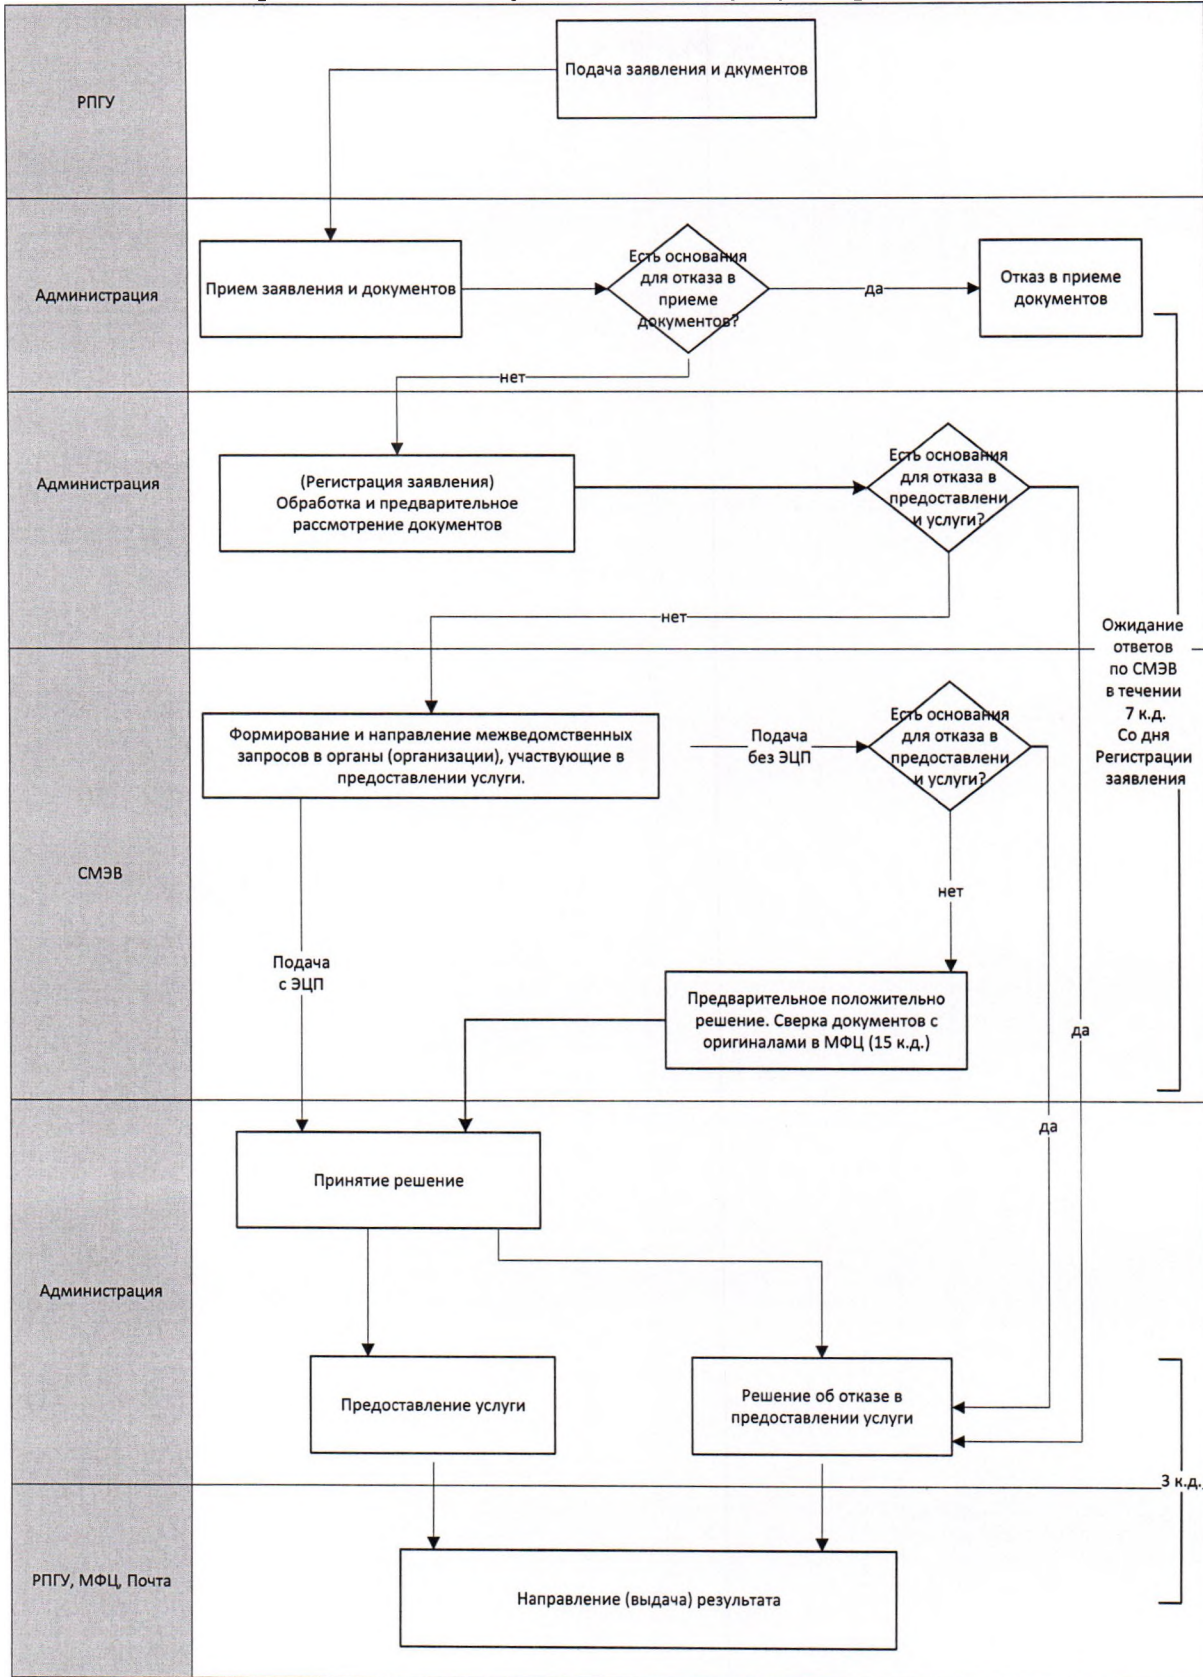 РПГУ
Подача заявления и дкументов
Администрация
Прием заявления и документов
Есть основания
для отказа в
приеме
документов?
да
Отказ в приеме
документов
нет
Администрация
(Регистрация заявления)
Обработка и предварительное
рассмотрение документов
Есть основания
для отказа в
предоставлени
и услуги?
нет
Ожидание
ответов
по СМЭВ
в течении
7 к.д.
Со дня
Регистрации
заявления
СМЭВ
Формирование и направление межведомственных
запросов в органы (организации), участвующие в
предоставлении услуги.
Подача
без ЭЦП
Есть основания
для отказа в
предоставлени
и услуги?
нет
Подача
с ЭЦП
Предварительное положительно
решение. Сверка документов с
оригиналами в МФЦ (15 к.д.)
да
да
Администрация
Принятие решение
Предоставление услуги
Решение об отказе в
предоставлении услуги
3 к.д.
РПГУ, МФЦ, Почта
Направление (выдача) результата